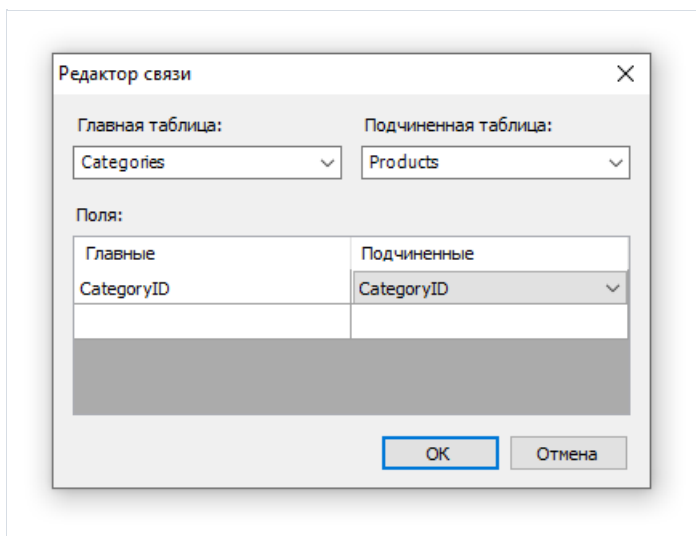 Редактор связи
Главная таблица: Подчиненная таблица:
Categories Products
Поля:
Главные Подчиненные
CategoryID CategoryID
OK Отмена